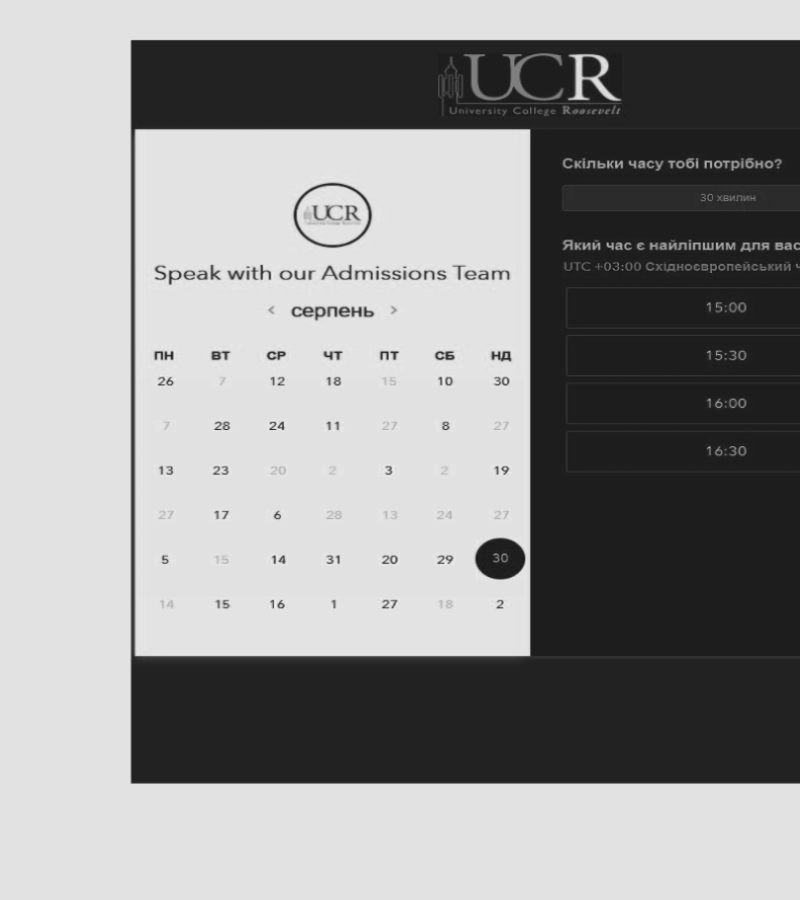 UCR
University College Roosevelt
UCR
Speak with our Admissions Team
< серпень >
ПН ВТ СР ЧТ ПТ СБ НД
26 7 12 18 15 10 30
7 28 24 11 27 8 27
13 23 20 2 3 2 19
27 17 6 28 13 24 27
5 15 14 31 20 29 30
14 15 16 1 27 18 2
Скільки часу тобі потрібно?
30 хвилин
Який час є найліпшим для вас
UTC +03:00 Східноєвропейський ч
15:00
15:30
16:00
16:30